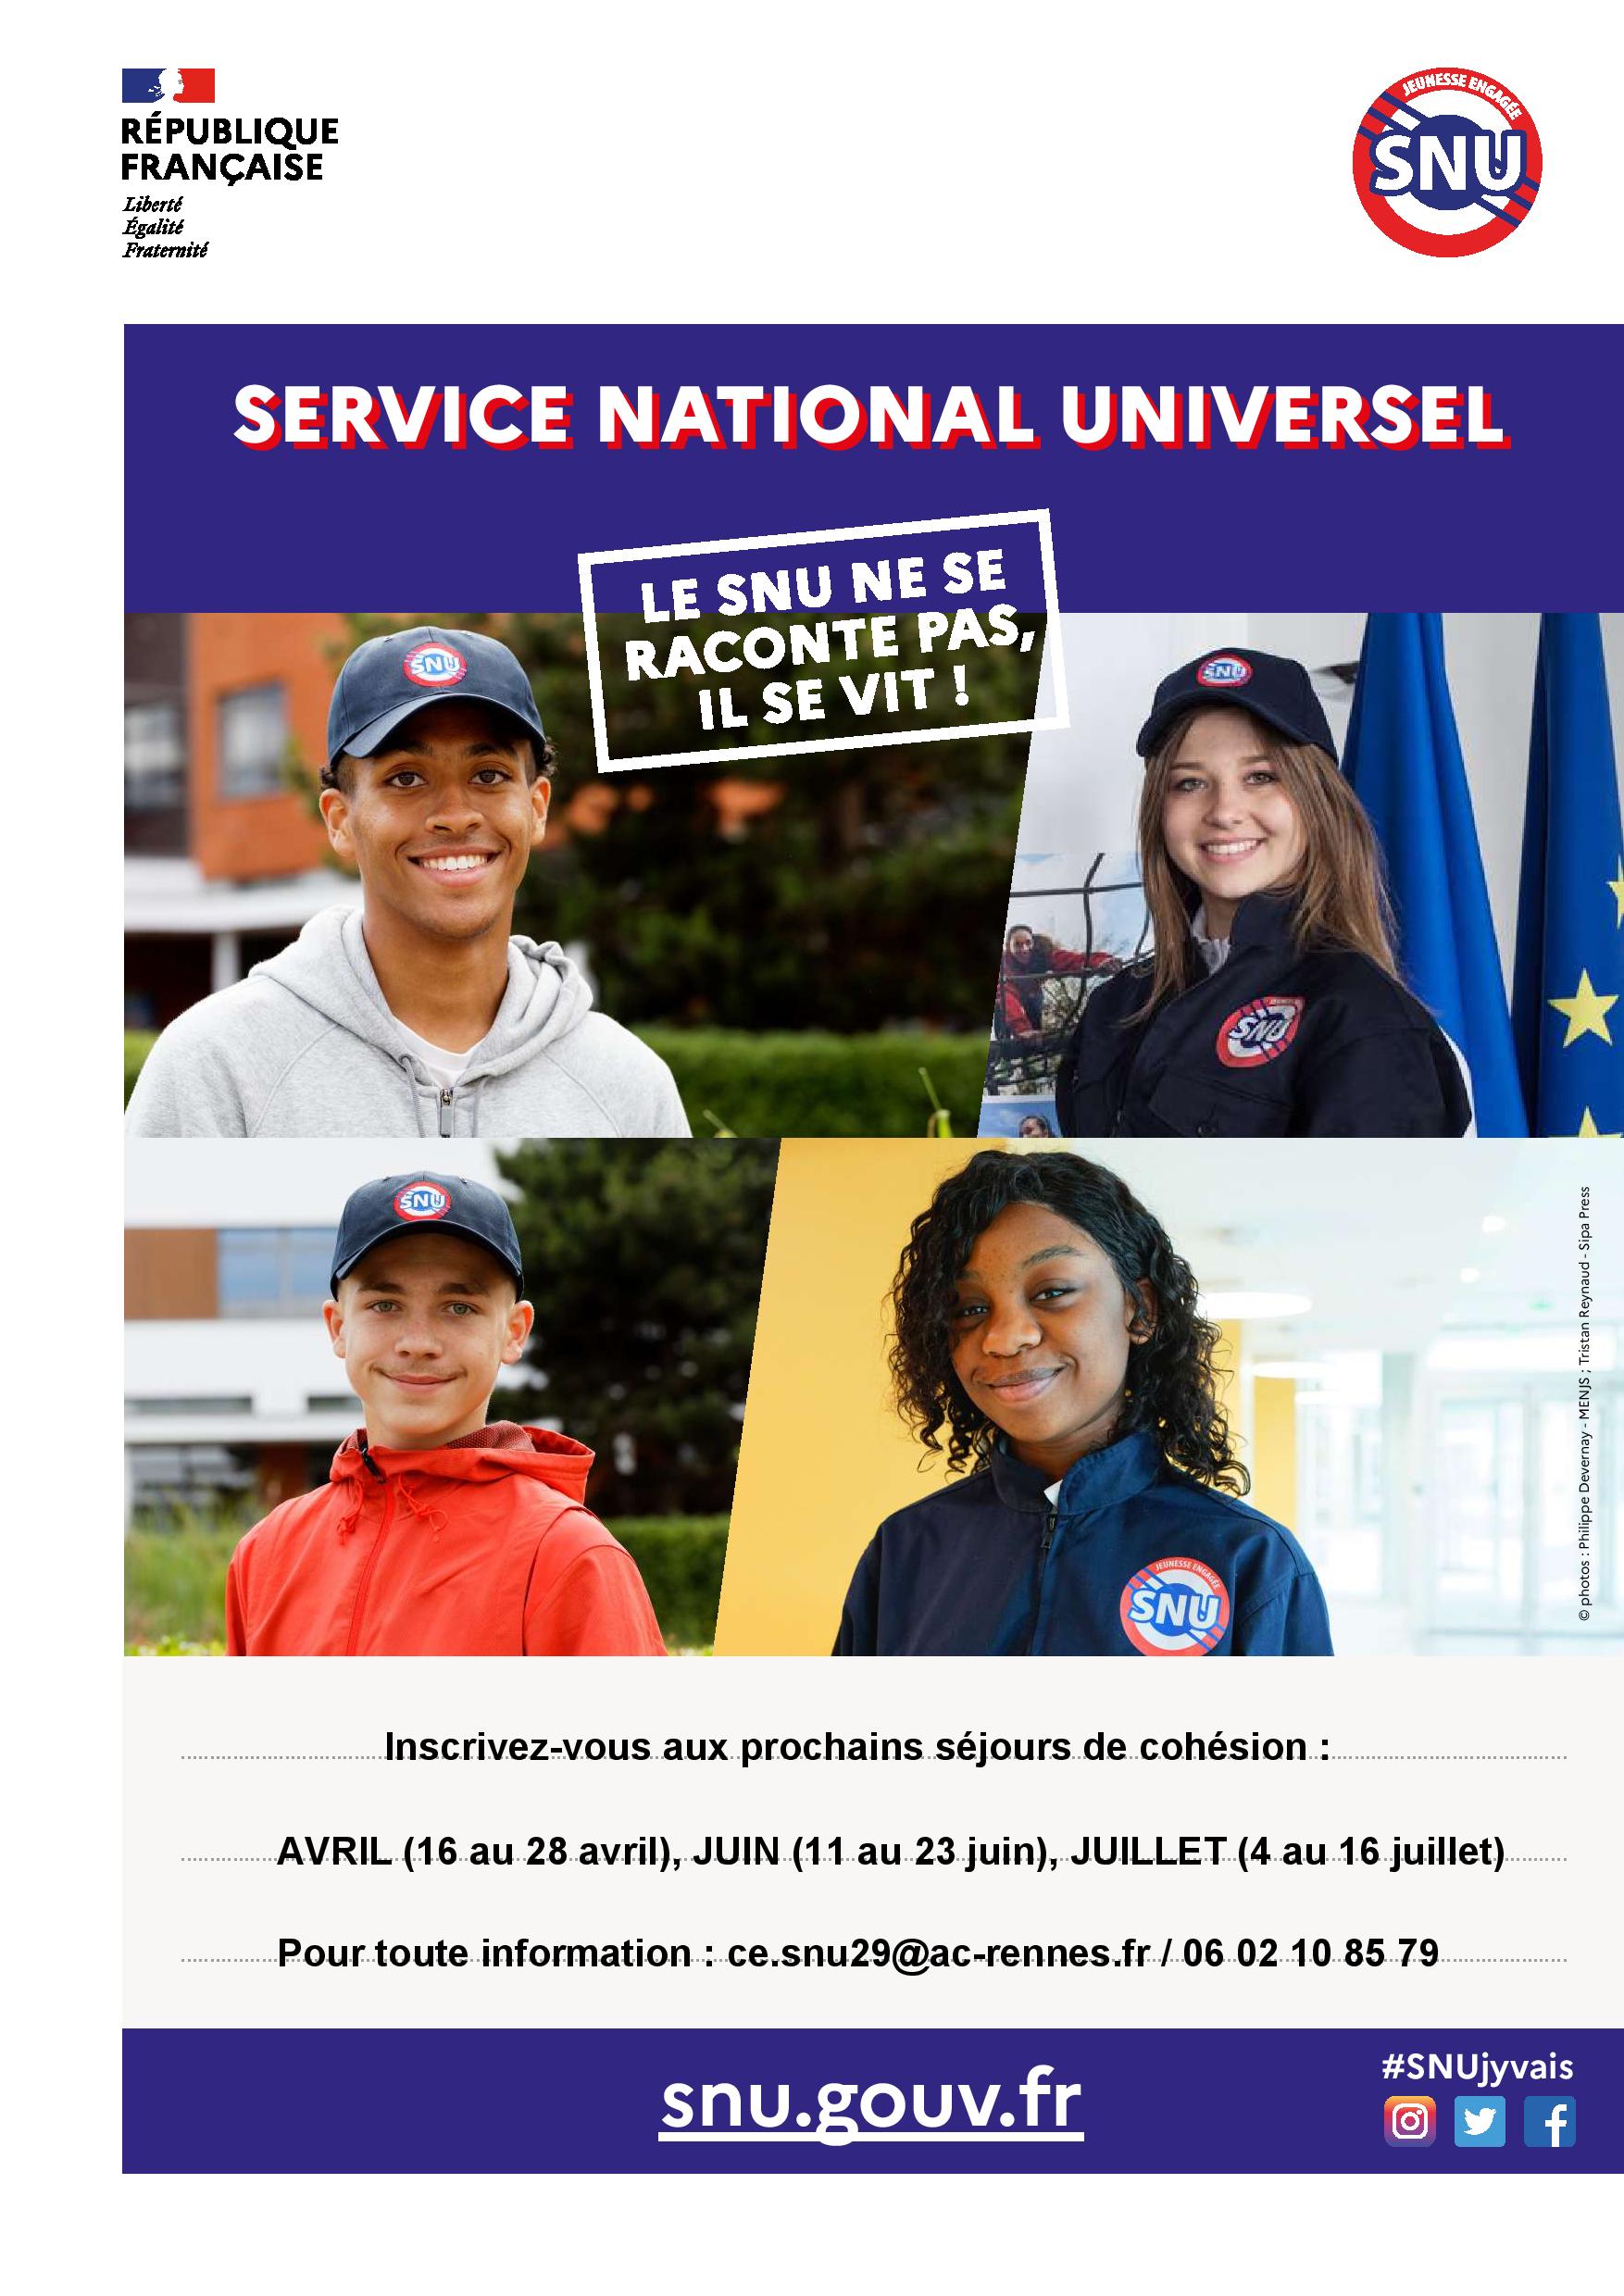 RÉPUBLIQUE
FRANÇAISE
Liberté
Égalité
Fraternité
JEUNESSE ENGAGÉE
SNU
SERVICE NATIONAL UNIVERSEL
LE SNU NE SE
RACONTE PAS,
IL SE VIT !
SNU
SNU
SNU
SNU
JEUNESSE ENGAGÉE
SNU
© photos : Philippe Devernay - MENJS ; Tristan Reynaud - Sipa Press
Inscrivez-vous aux prochains séjours de cohésion :
AVRIL (16 au 28 avril), JUIN (11 au 23 juin), JUILLET (4 au 16 juillet)
Pour toute information : ce.snu29@ac-rennes.fr / 06 02 10 85 79
snu.gouv.fr
#SNUjyvais